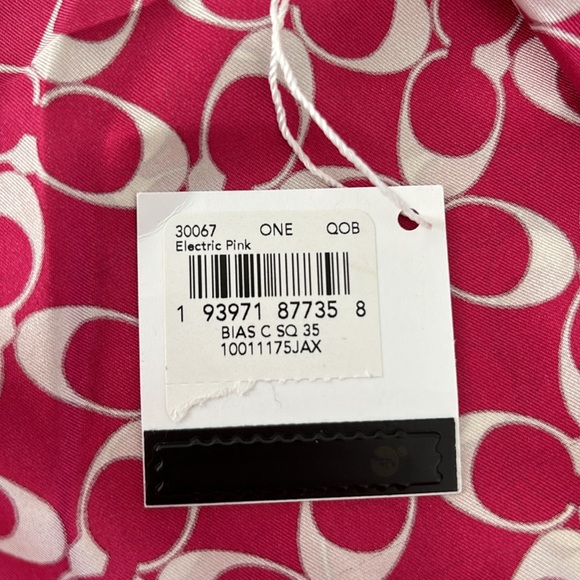 30067 ONE QOB
Electric Pink
1 93971 87735 8
BIAS C SQ 35
10011175JAX